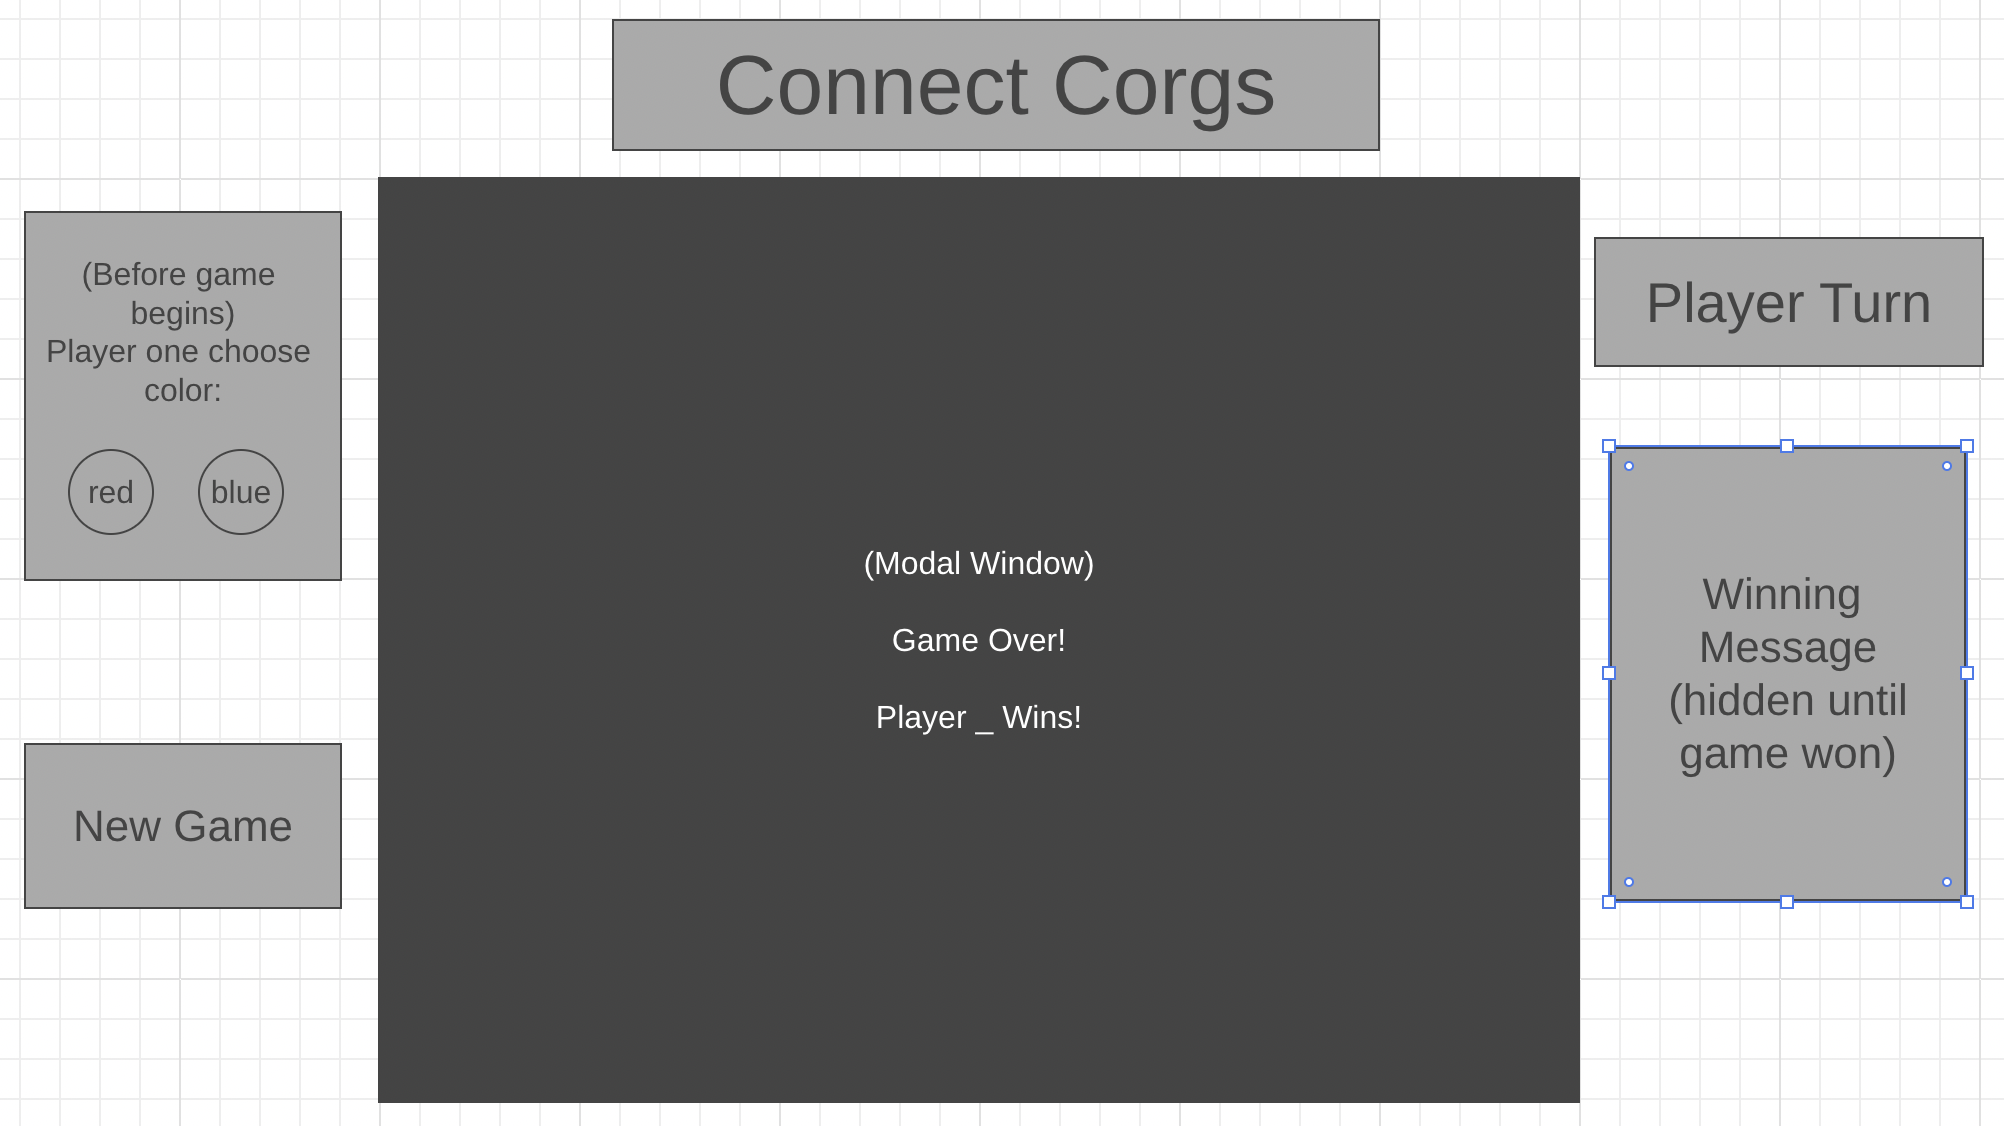 Connect Corgs
(Before game
begins)
Player one choose
color:
red blue
New Game
(Modal Window)
Game Over!
Player _ Wins!
Player Turn
Winning
Message
(hidden until
game won)